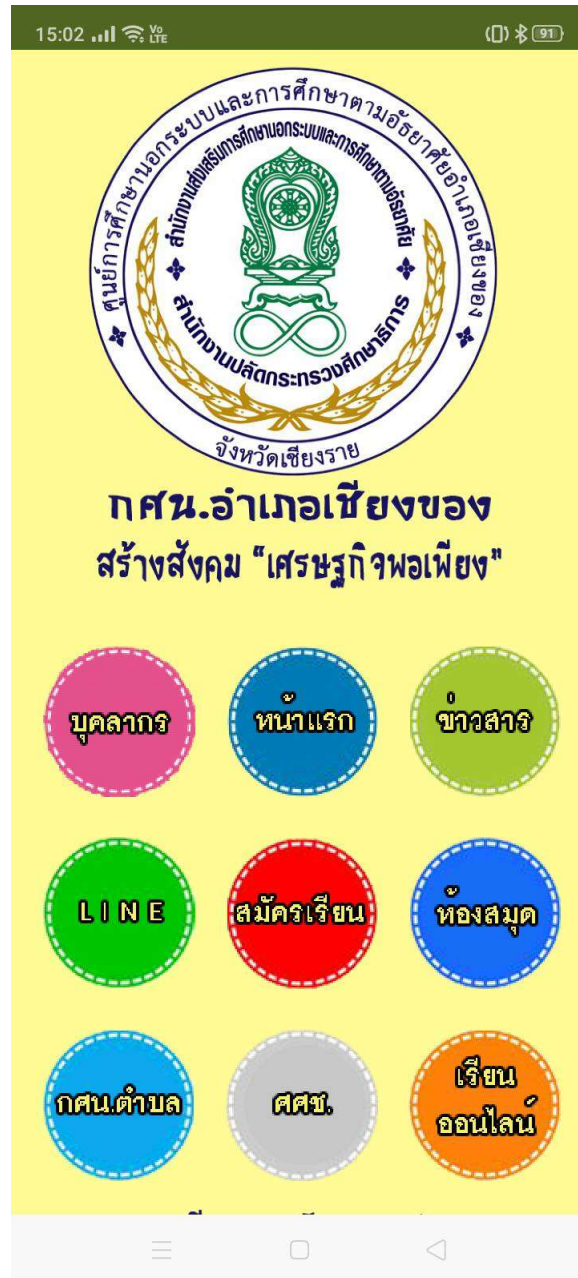 15:02 Vo LTE 91
ศูนย์การศึกษานอกระบบและการศึกษาตามอัธยาศัยอำเภอเชียงของ
สำนักงานส่งเสริมการศึกษานอกระบบและการศึกษาตามอัธยาศัย
สำนักงานปลัดกระทรวงศึกษาธิการ
จังหวัดเชียงราย
กศน.อำเภอเชียงของ
สร้างสังคม “เศรษฐกิจพอเพียง”
บุคลากร หน้าแรก ข่าวสาร
LINE สมัครเรียน ห้องสมุด
กศน.ตำบล ศศช. เรียน
ออนไลน์